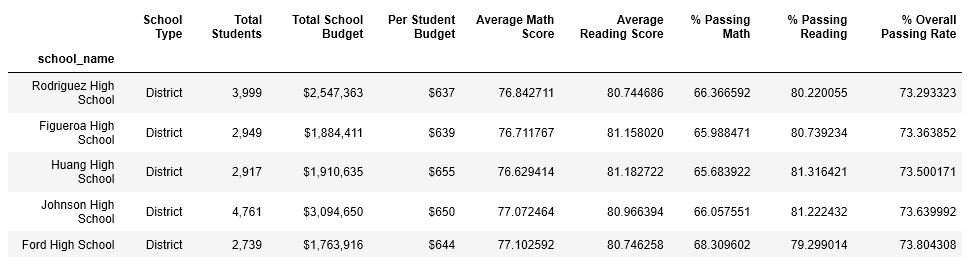 School Type Total Students Total School Budget Per Student Budget Average Math Score Average Reading Score % Passing Math % Passing Reading % Overall Passing Rate
school_name
Rodriguez High School District 3,999 $2,547,363 $637 76.842711 80.744686 66.366592 80.220055 73.293323
Figueroa High School District 2,949 $1,884,411 $639 76.711767 81.158020 65.988471 80.739234 73.363852
Huang High School District 2,917 $1,910,635 $655 76.629414 81.182722 65.683922 81.316421 73.500171
Johnson High School District 4,761 $3,094,650 $650 77.072464 80.966394 66.057551 81.222432 73.639992
Ford High School District 2,739 $1,763,916 $644 77.102592 80.746258 68.309602 79.299014 73.804308